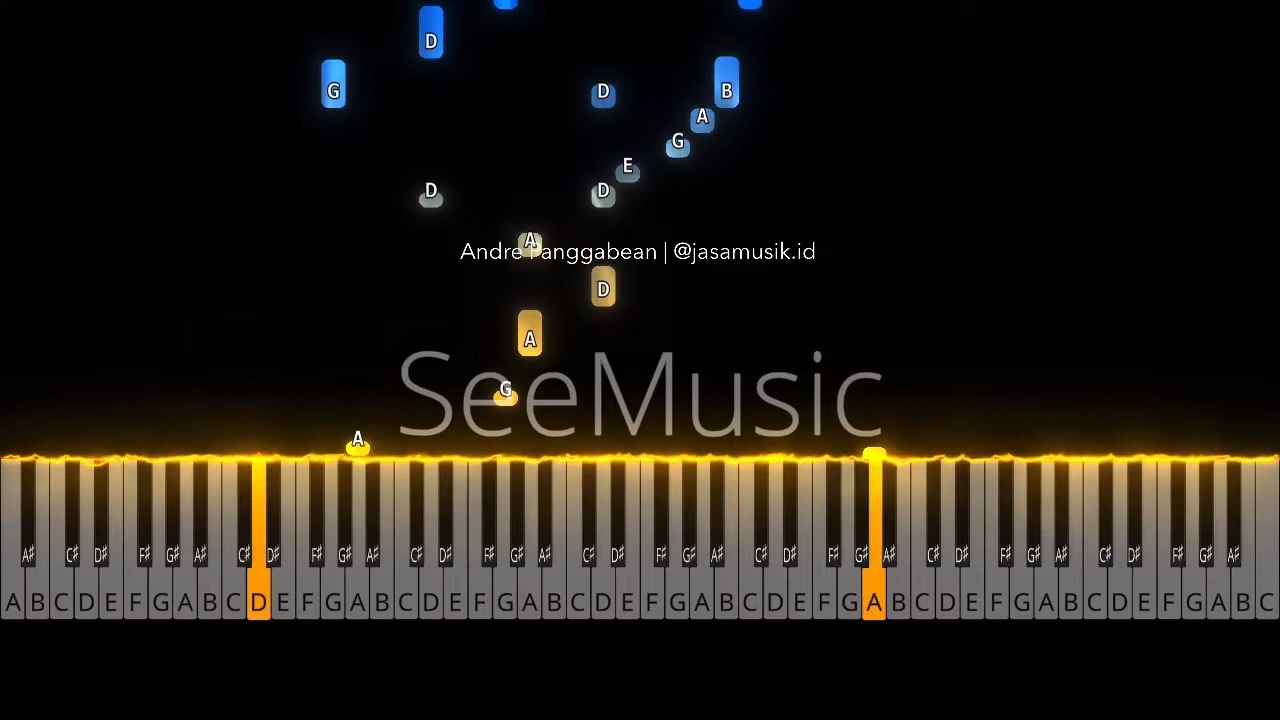 D
G
D
B
A
G
E
D
D
A
Andre Panggabean | @jasamusik.id
D
A
SeeMusic
G
A
A♯ C♯ D♯ F♯ G♯ A♯ C♯ D♯ F♯ G♯ A♯ C♯ D♯ F♯ G♯ A♯ C♯ D♯ F♯ G♯ A♯ C♯ D♯ F♯ G♯ A♯ C♯ D♯ F♯ G♯ A♯ C♯ D♯ F♯ G♯ A♯
A B C D E F G A B C D E F G A B C D E F G A B C D E F G A B C D E F G A B C D E F G A B C D E F G A B C